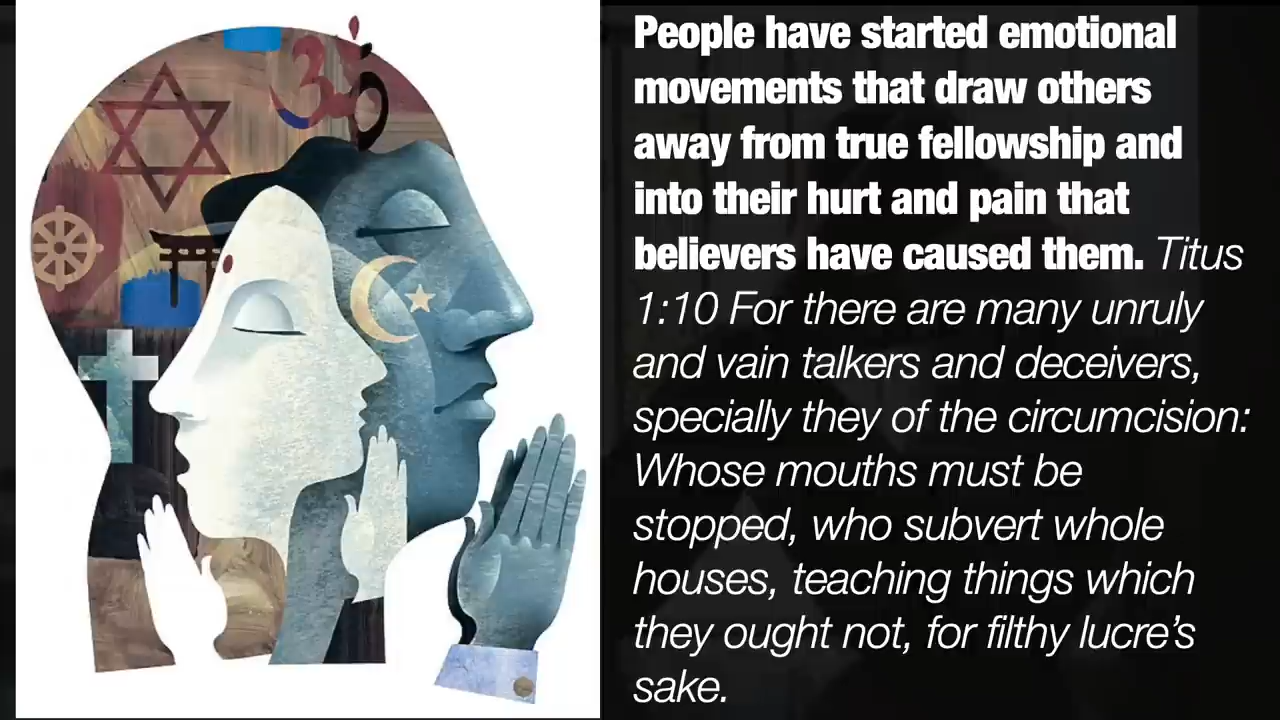 People have started emotional
movements that draw others
away from true fellowship and
into their hurt and pain that
believers have caused them. Titus
1:10 For there are many unruly
and vain talkers and deceivers,
specially they of the circumcision:
Whose mouths must be
stopped, who subvert whole
houses, teaching things which
they ought not, for filthy lucre’s
sake.